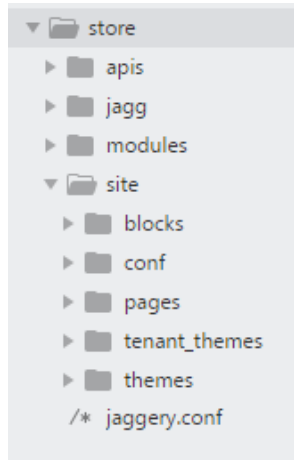 store
apis
jagg
modules
site
blocks
conf
pages
tenant_themes
themes
/* jaggery.conf